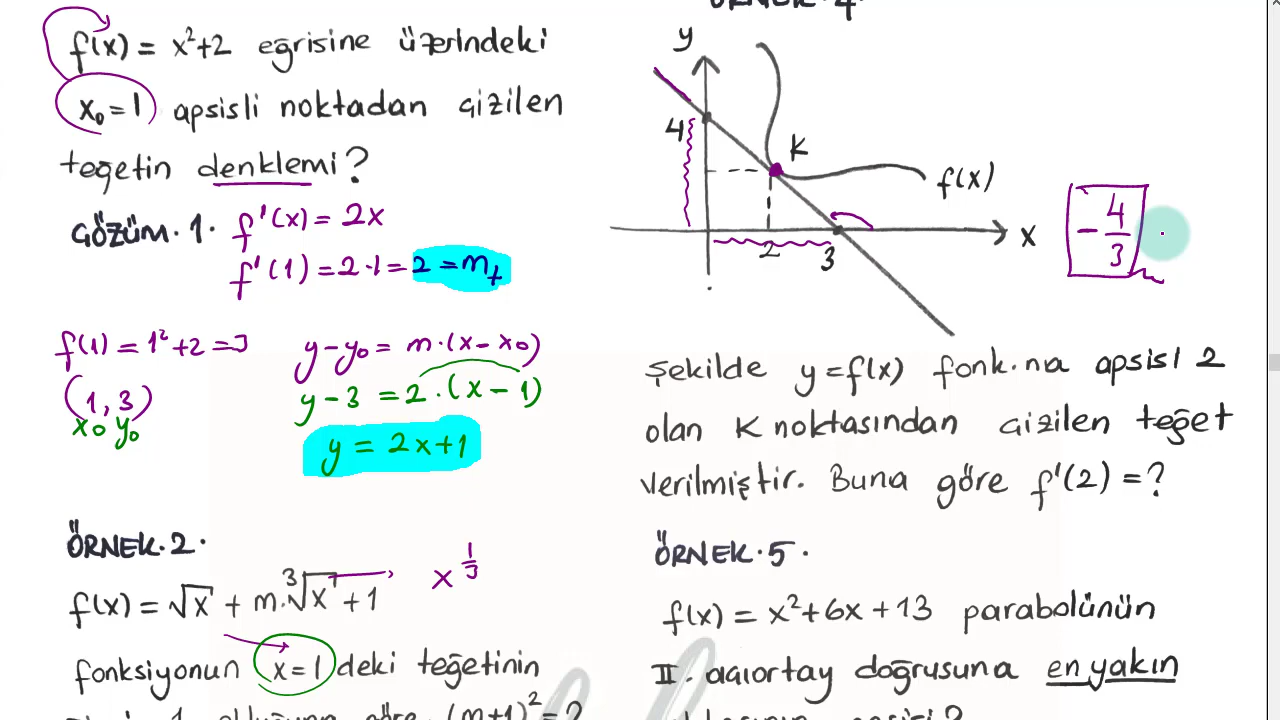 f(x) = x²+2 eğrisine üzerindeki
x₀=1 apsisli noktadan çizilen
teğetin denklemi?
ÇÖZÜM.1. f'(x) = 2x
f'(1) = 2·1 = 2 = m
f(1) = 1²+2 = 3
(1, 3)
x₀ y₀
y-y₀ = m·(x-x₀)
y-3 = 2·(x-1)
y = 2x+1
ÖRNEK.2.
x^(1/3)
f(x) = √x + m·³√x + 1
fonksiyonun x=1 deki teğetinin
(m+1)² = ?
y
4
K
f(x)
x
2
3
-4/3
Şekilde y=f(x) fonk.na apsisi 2
olan K noktasından çizilen teğet
verilmiştir. Buna göre f'(2) = ?
ÖRNEK.5.
f(x) = x²+6x+13 parabolünün
II. açıortay doğrusuna en yakın